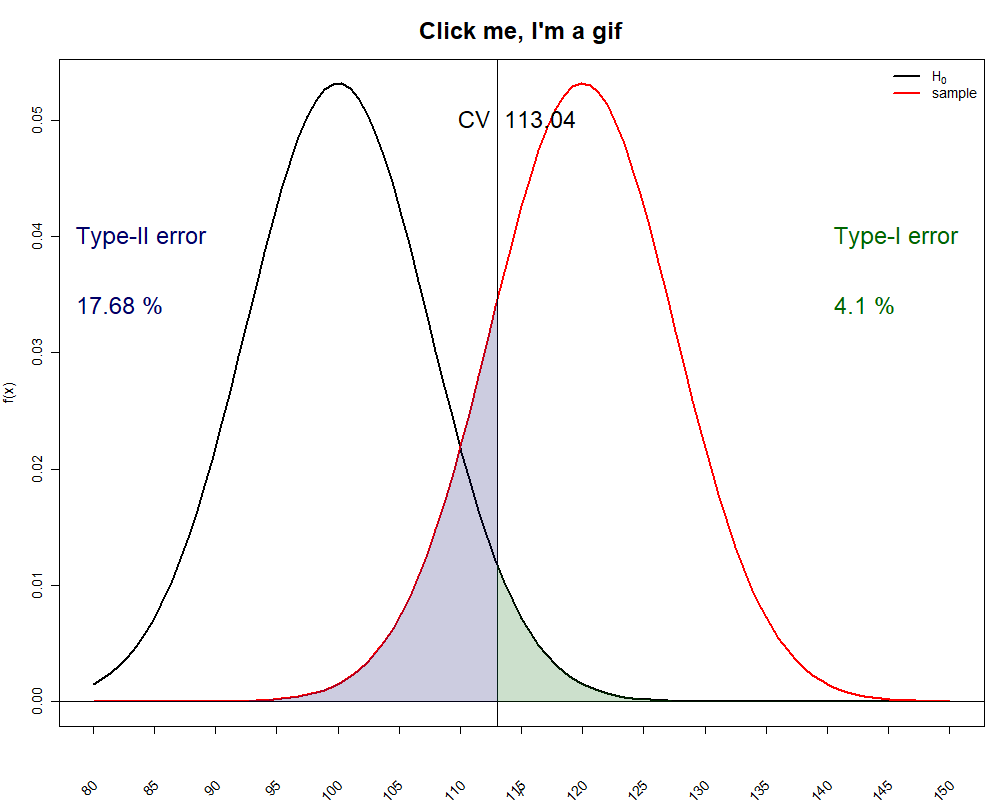 Click me, I'm a gif
H0
sample
CV 113.04
Type-II error
Type-I error
17.68 %
4.1 %
f(x)
0.05
0.04
0.03
0.02
0.01
0.00
80 85 90 95 100 105 110 115 120 125 130 135 140 145 150